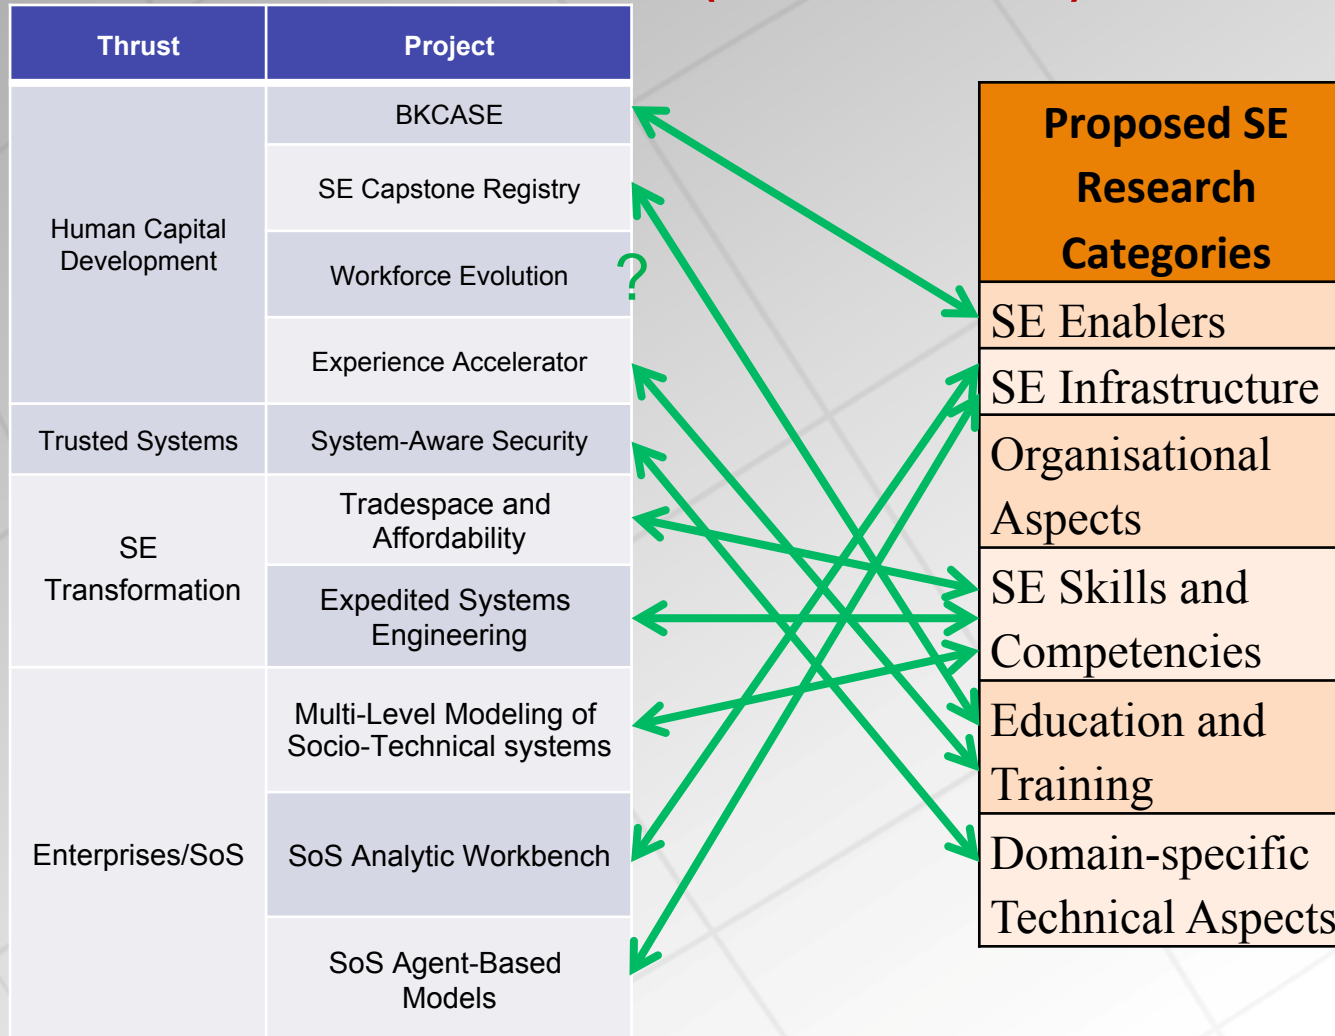 Thrust
Project
Human Capital
Development
BKCASE
SE Capstone Registry
Workforce Evolution
?
Experience Accelerator
Trusted Systems
System-Aware Security
SE
Transformation
Tradespace and
Affordability
Expedited Systems
Engineering
Enterprises/SoS
Multi-Level Modeling of
Socio-Technical systems
SoS Analytic Workbench
SoS Agent-Based
Models
Proposed SE
Research
Categories
SE Enablers
SE Infrastructure
Organisational
Aspects
SE Skills and
Competencies
Education and
Training
Domain-specific
Technical Aspects